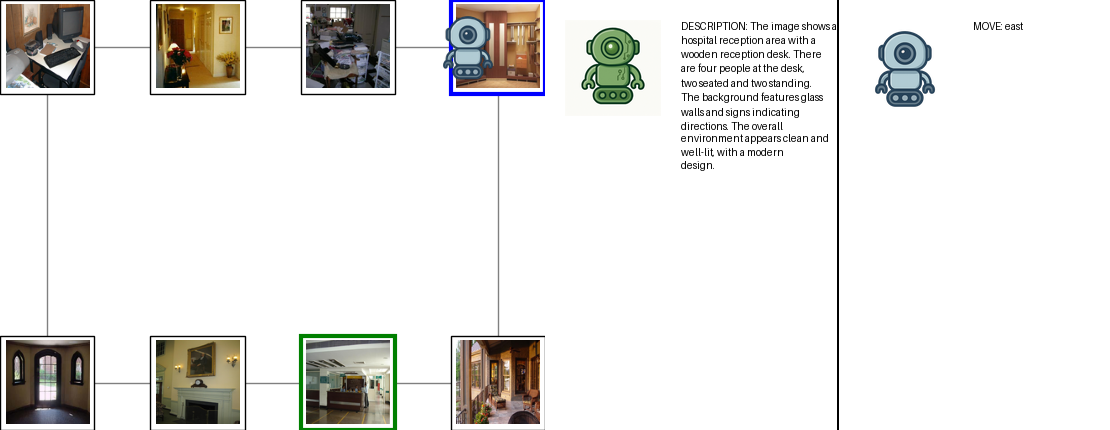 DESCRIPTION: The image shows a
hospital reception area with a
wooden reception desk. There
are four people at the desk,
two seated and two standing.
The background features glass
walls and signs indicating
directions. The overall
environment appears clean and
well-lit, with a modern
design.
MOVE: east